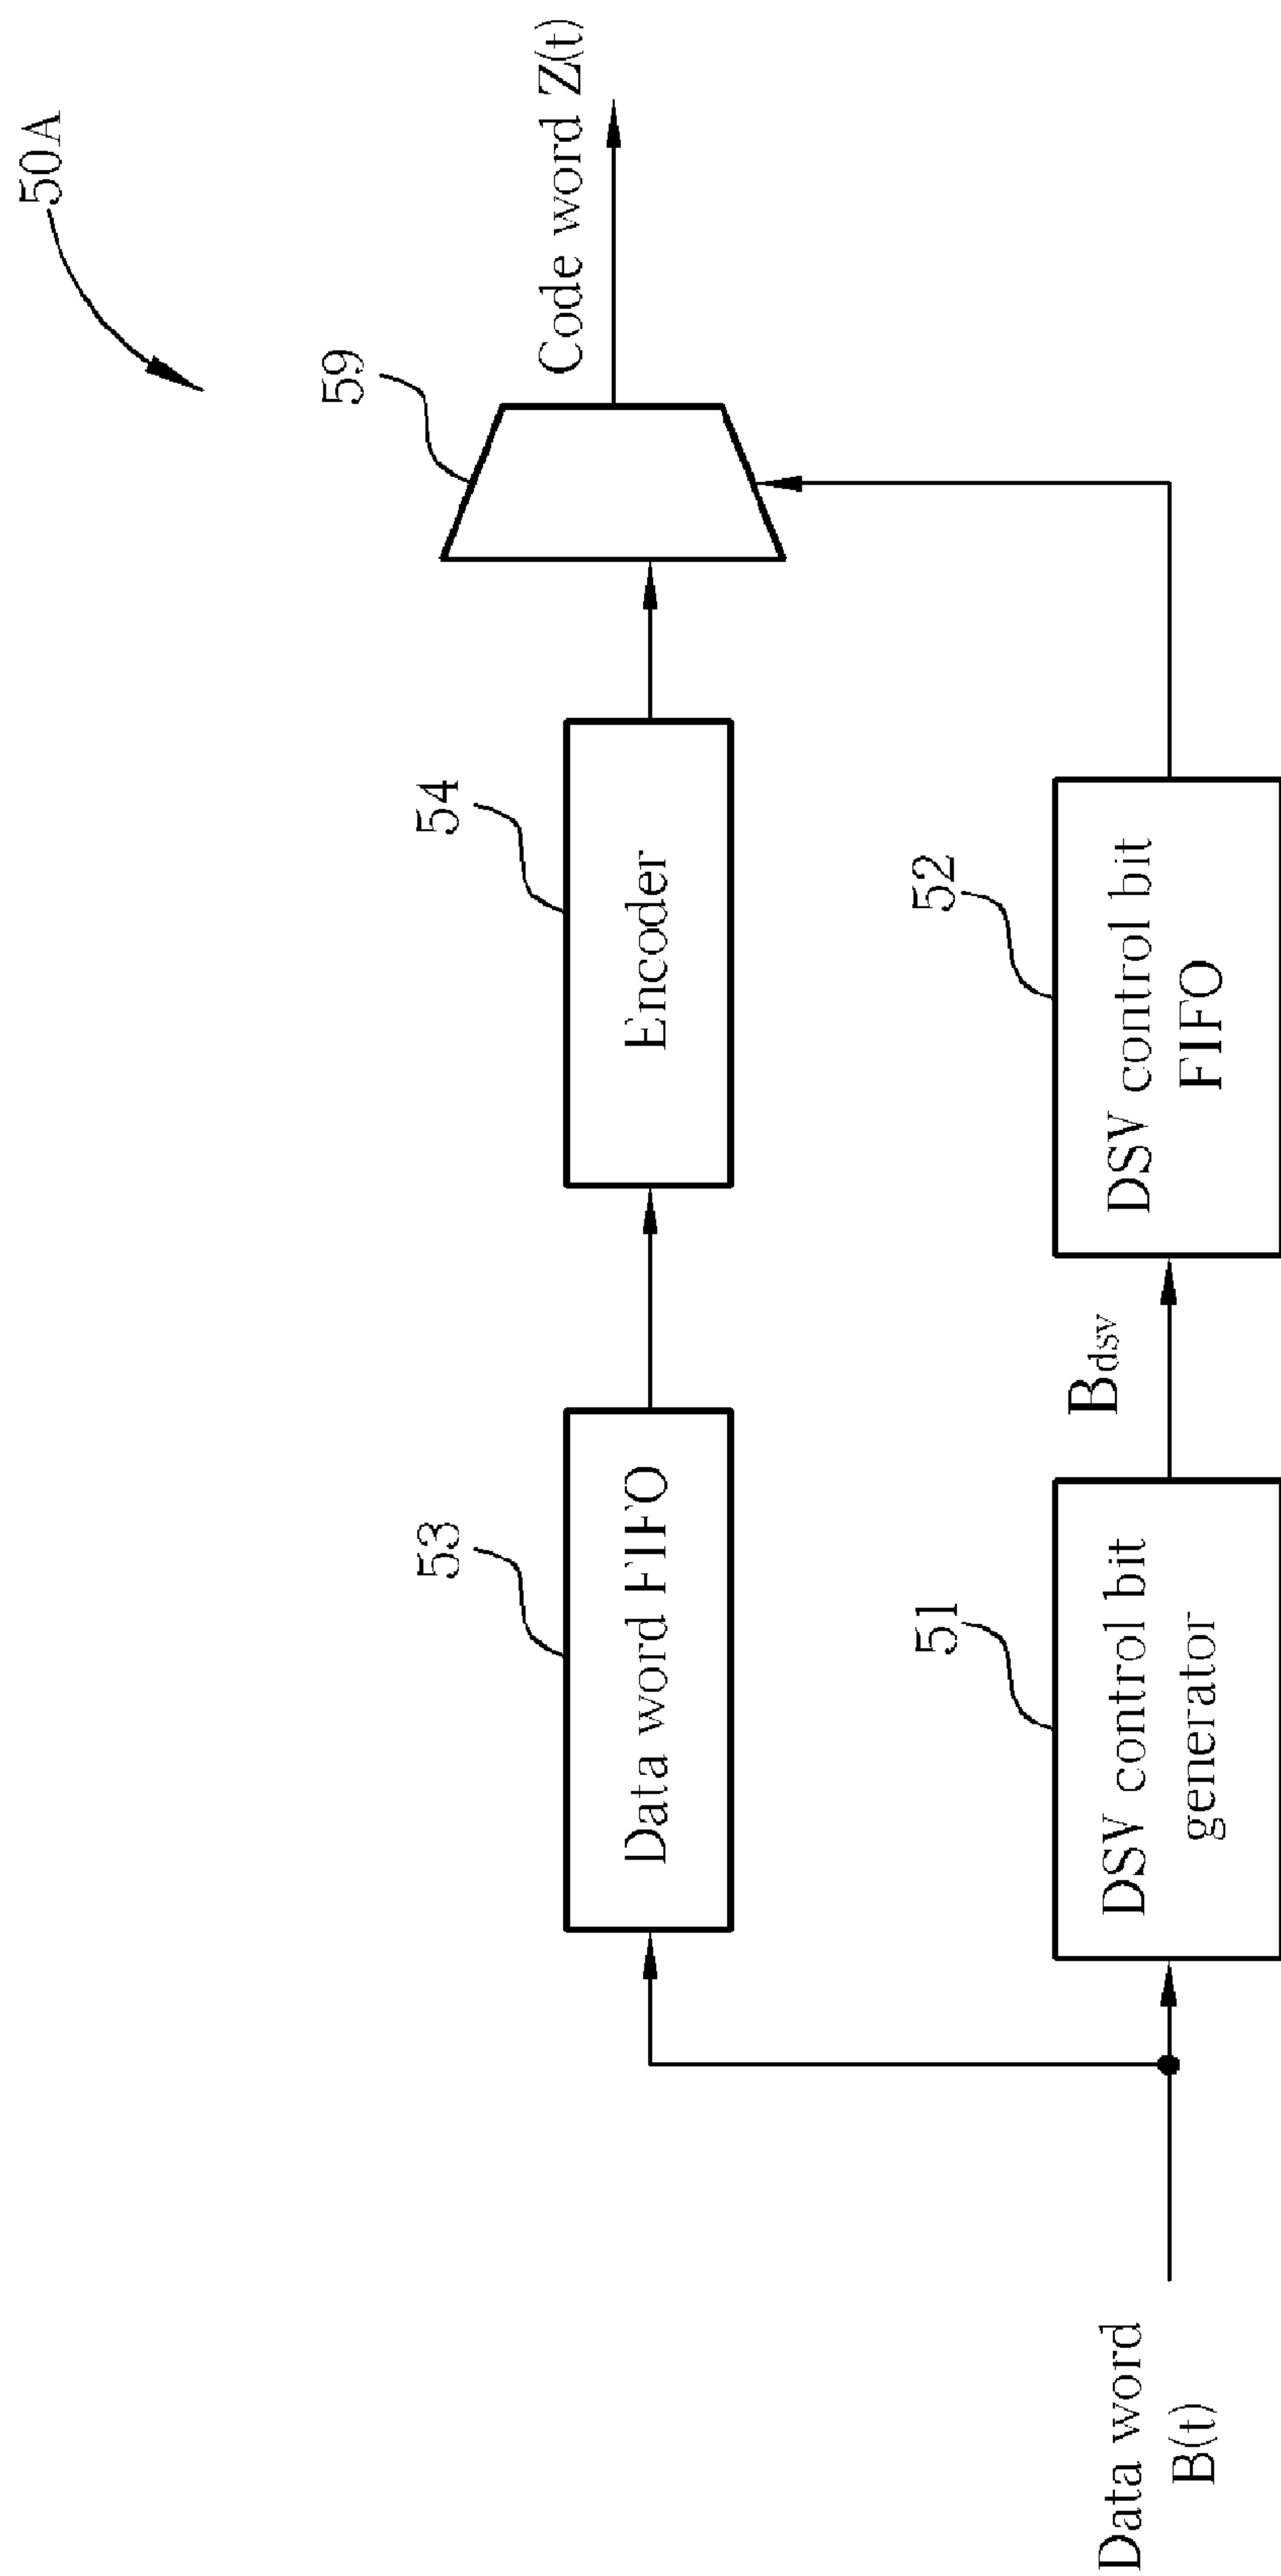 50A
59
Code word Z(t)
54
Encoder
53
Data word FIFO
52
DSV control bit
FIFO
Bdsv
51
DSV control bit
generator
Data word
B(t)